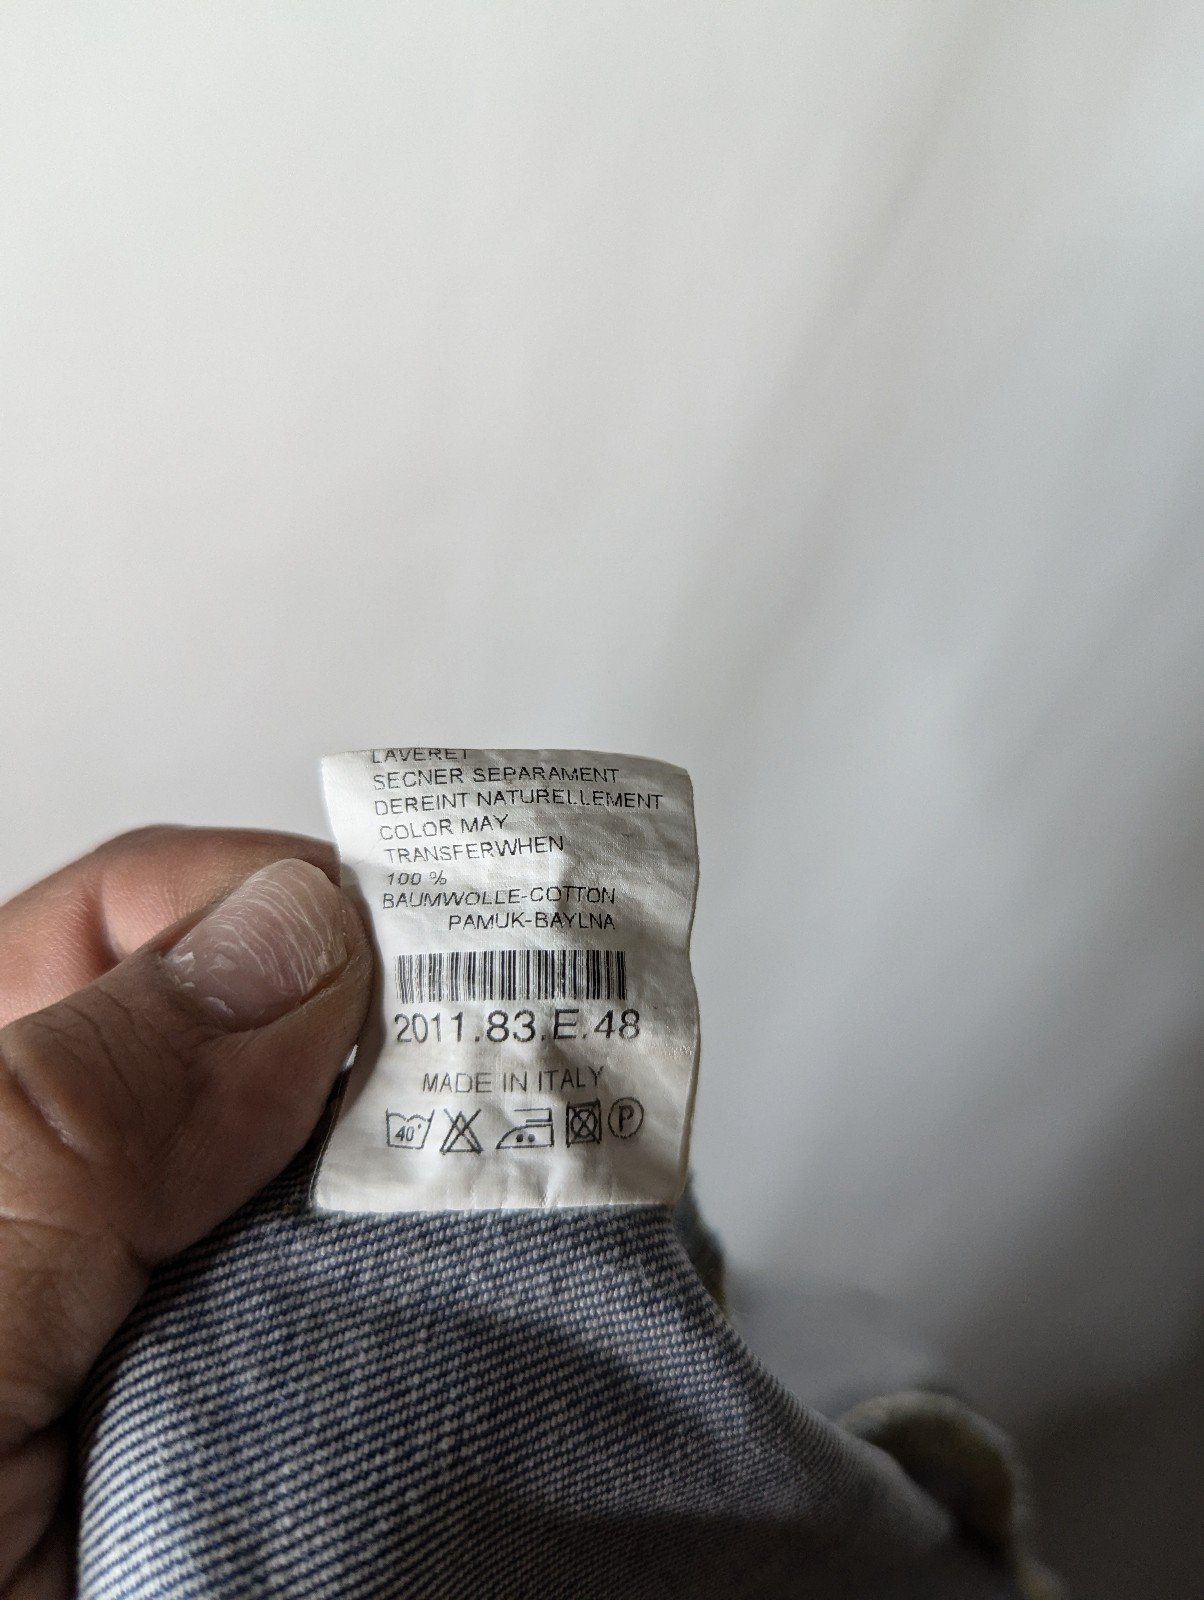 LAVERET
SECNER SEPARAMENT
DEREINT NATURELLEMENT
COLOR MAY
TRANSFERWHEN
100 %
BAUMWOLLE-COTTON
PAMUK-BAYLNA
2011.83.E.48
MADE IN ITALY
40°
P